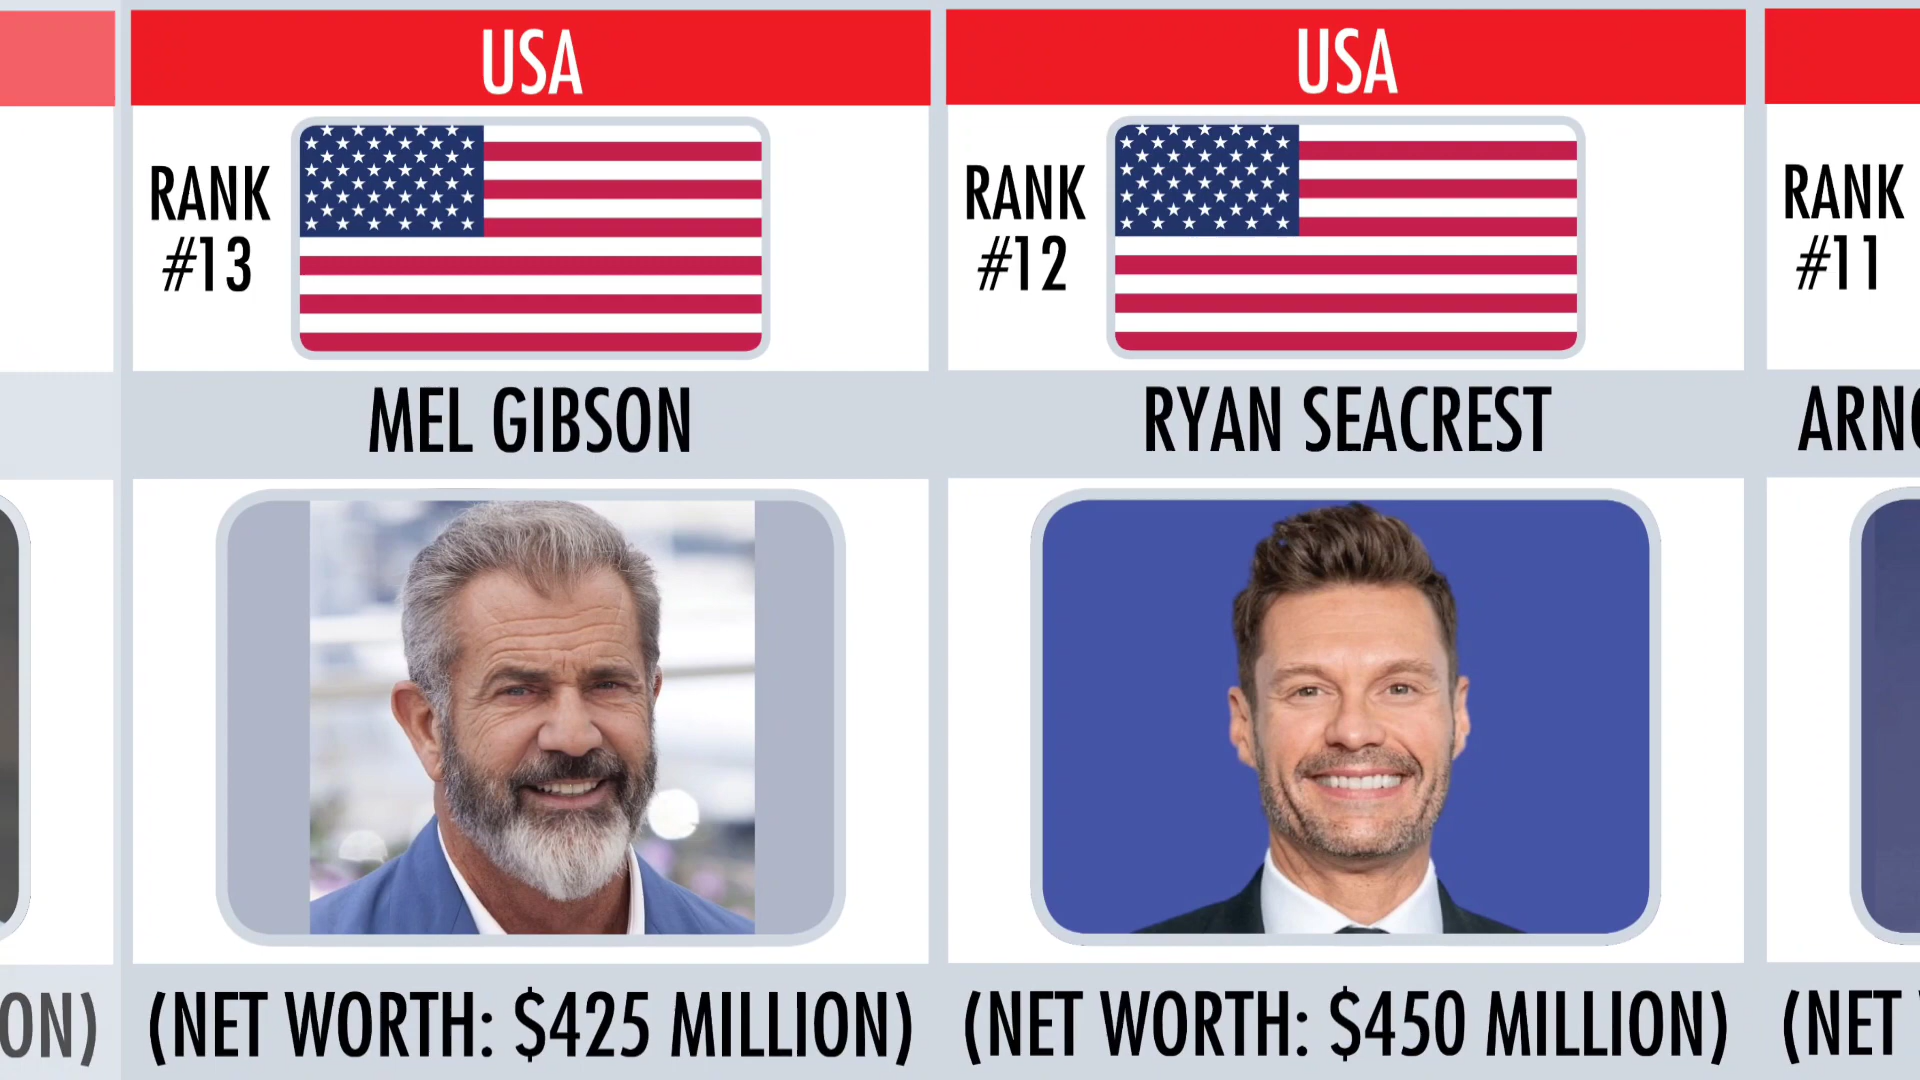 USA
RANK
#13
MEL GIBSON
(NET WORTH: $425 MILLION)
USA
RANK
#12
RYAN SEACREST
(NET WORTH: $450 MILLION)
RANK
#11
(NET